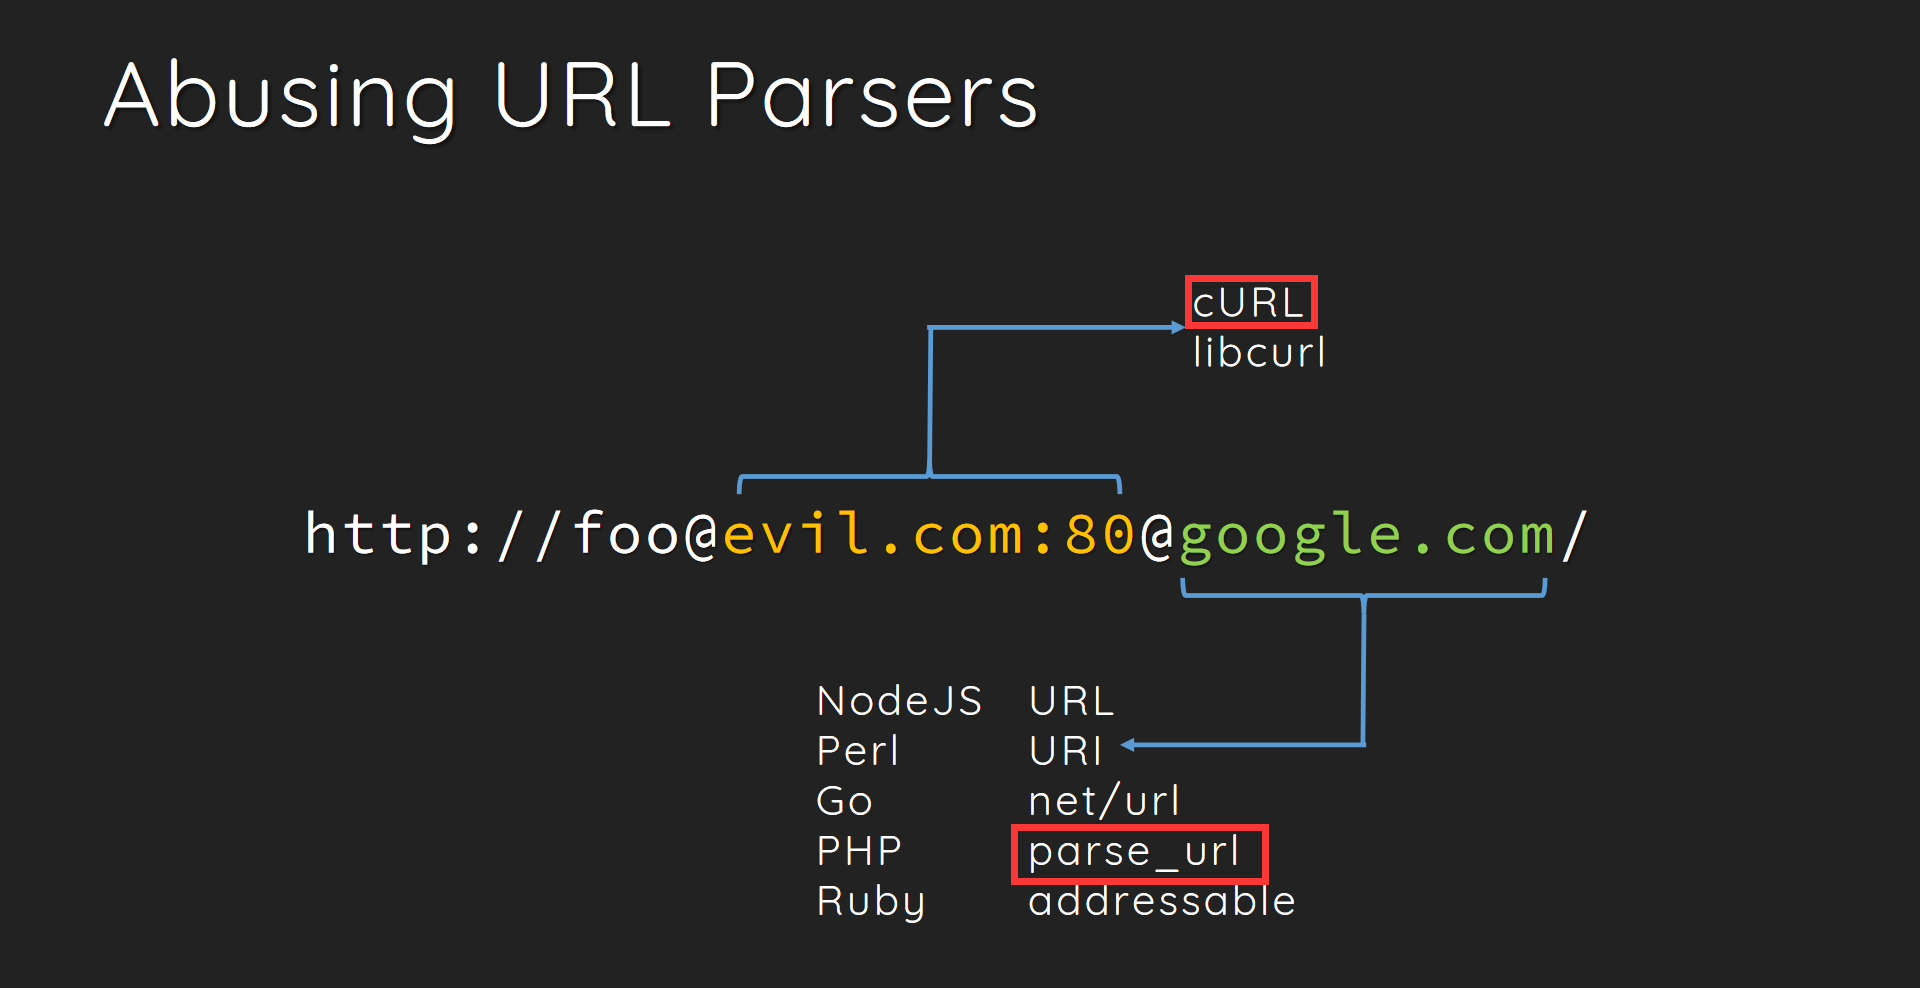 Abusing URL Parsers
cURL
libcurl
http://foo@evil.com:80@google.com/
NodeJS URL
Perl URI
Go net/url
PHP parse_url
Ruby addressable